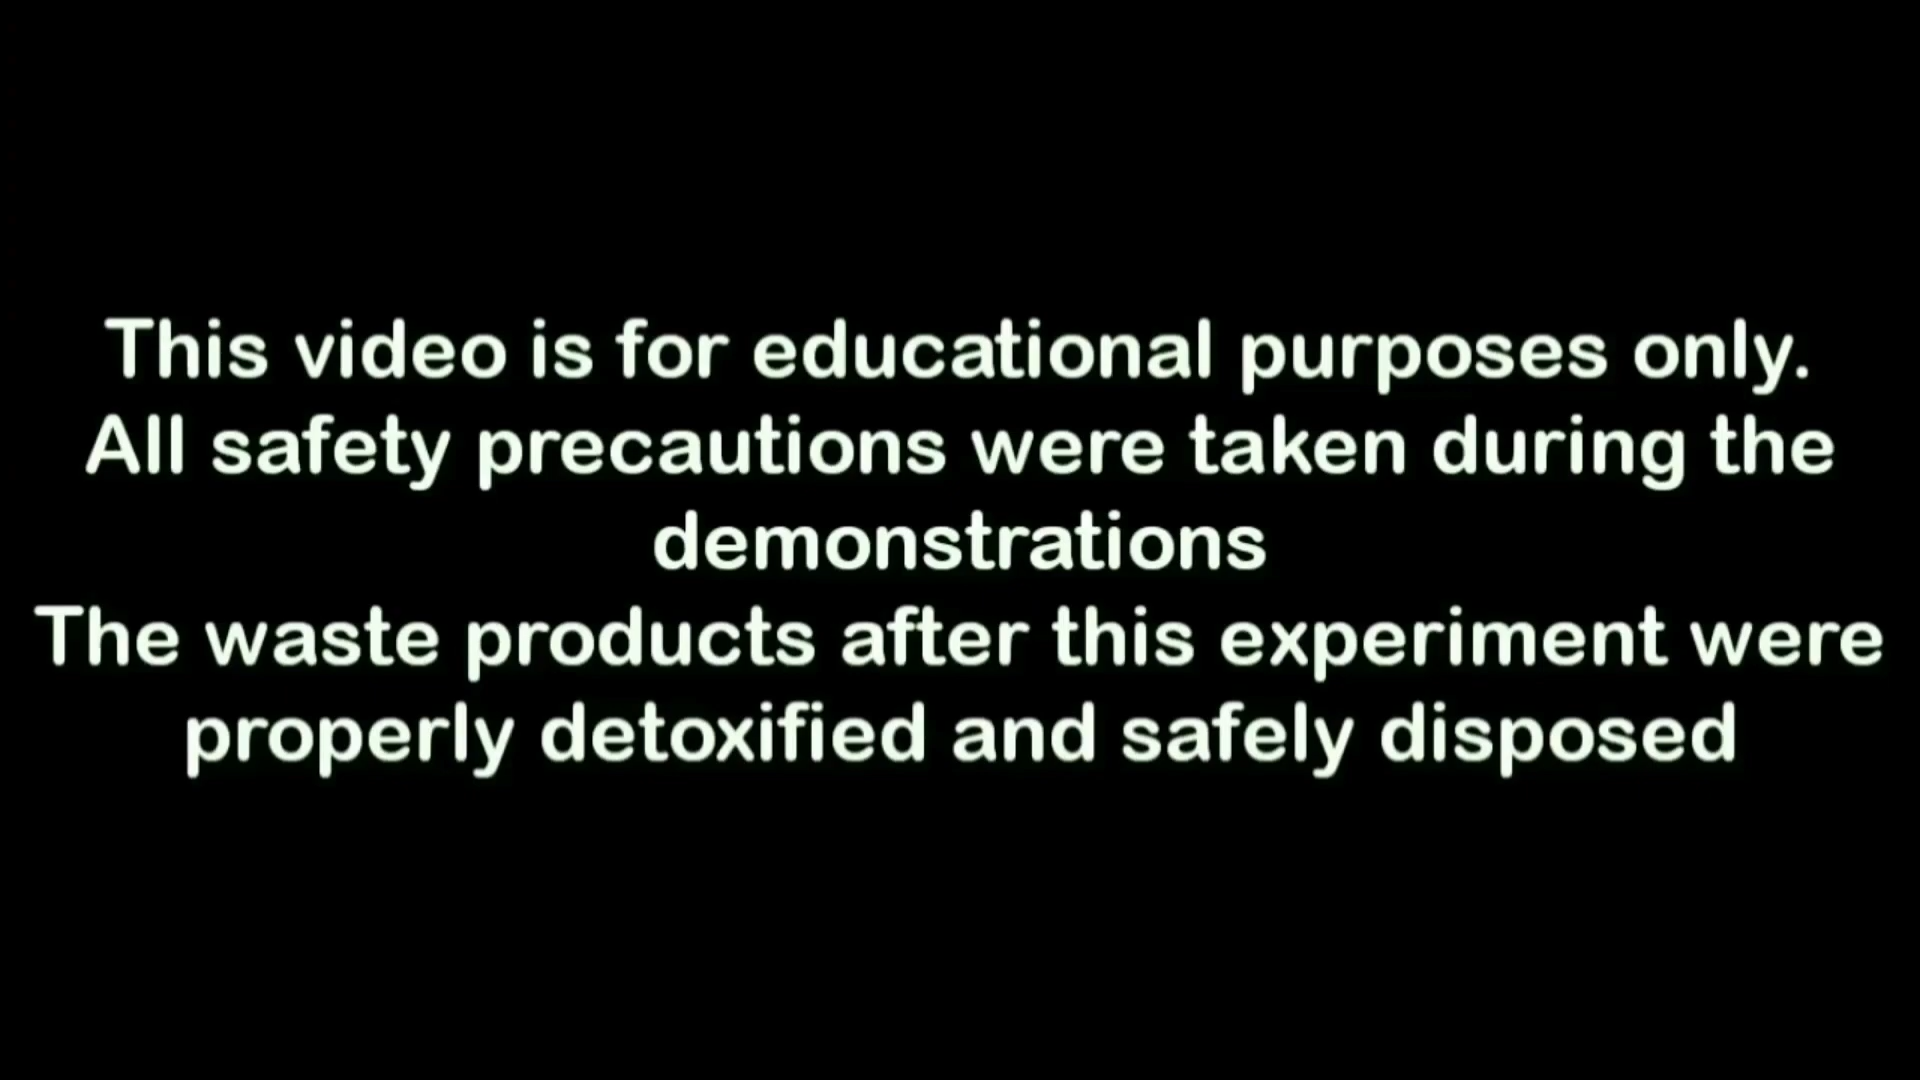 This video is for educational purposes only.
All safety precautions were taken during the
demonstrations
The waste products after this experiment were
properly detoxified and safely disposed